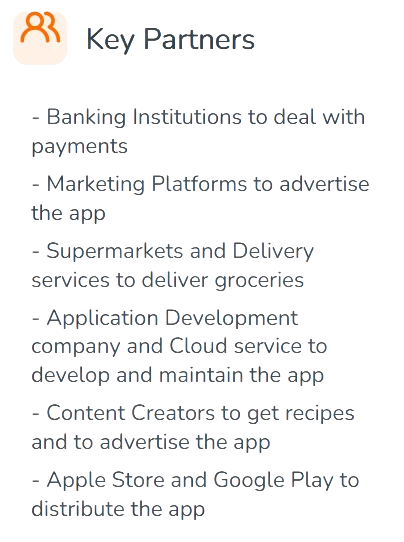 Key Partners
- Banking Institutions to deal with
payments
- Marketing Platforms to advertise
the app
- Supermarkets and Delivery
services to deliver groceries
- Application Development
company and Cloud service to
develop and maintain the app
- Content Creators to get recipes
and to advertise the app
- Apple Store and Google Play to
distribute the app